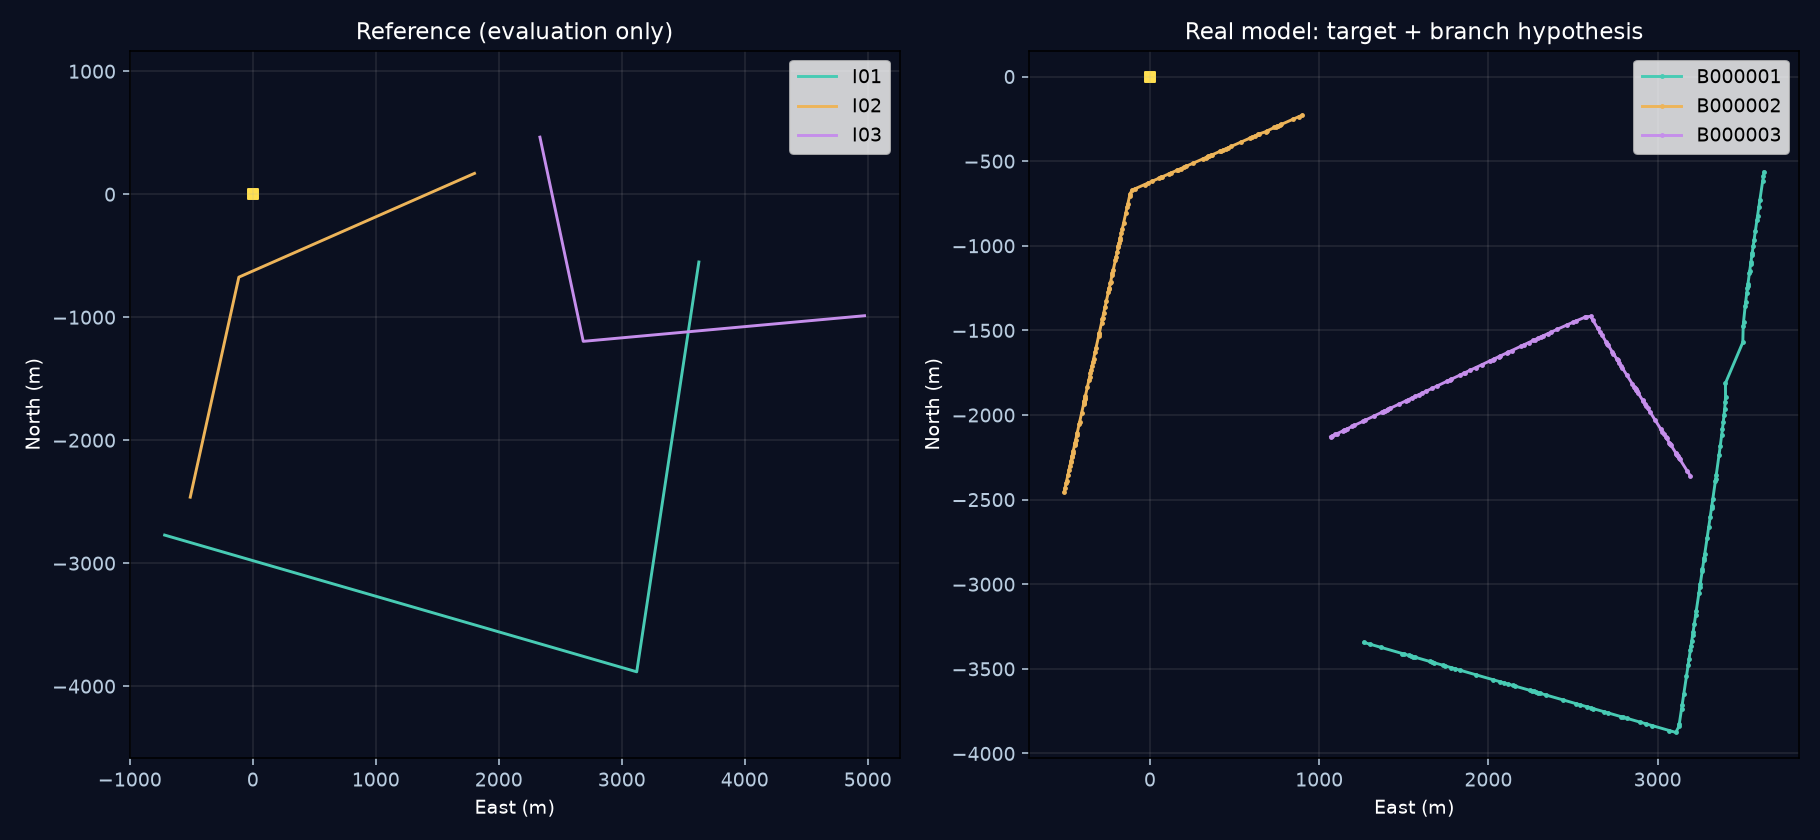 Reference (evaluation only)
I01
I02
I03
1000
0
−1000
−2000
−3000
−4000
North (m)
−1000
0
1000
2000
3000
4000
5000
East (m)
Real model: target + branch hypothesis
B000001
B000002
B000003
0
−500
−1000
−1500
−2000
−2500
−3000
−3500
−4000
North (m)
0
1000
2000
3000
East (m)